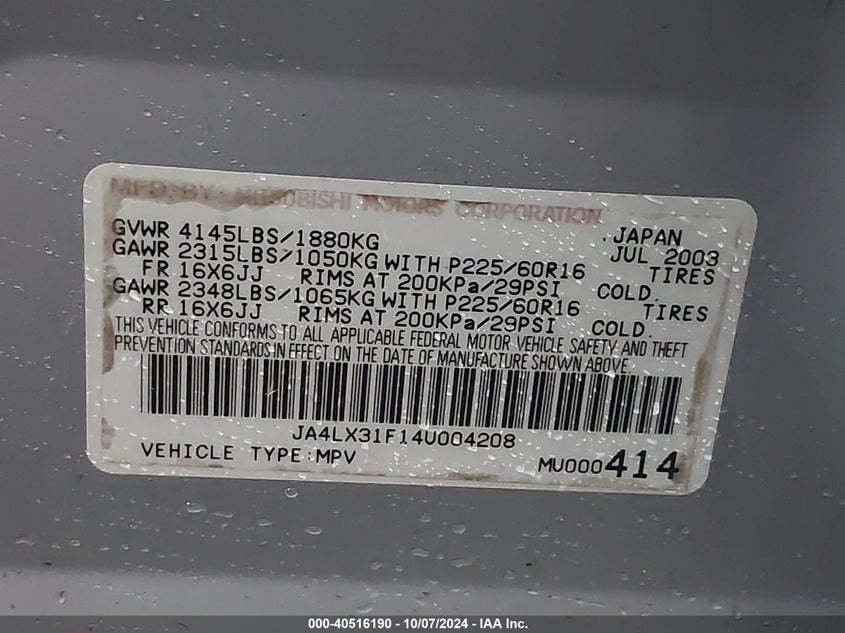 MFD. BY: MITSUBISHI MOTORS CORPORATION
JAPAN
GVWR 4145LBS/1880KG JUL 2003
GAWR 2315LBS/1050KG WITH P225/60R16 TIRES
FR 16X6JJ RIMS AT 200KPa/29PSI COLD.
GAWR 2348LBS/1065KG WITH P225/60R16 TIRES
RR 16X6JJ RIMS AT 200KPa/29PSI COLD.
THIS VEHICLE CONFORMS TO ALL APPLICABLE FEDERAL MOTOR VEHICLE SAFETY AND THEFT
PREVENTION STANDARDS IN EFFECT ON THE DATE OF MANUFACTURE SHOWN ABOVE.
JA4LX31F14U004208
VEHICLE TYPE:MPV MU000414
000-40516190 - 10/07/2024 - IAA Inc.